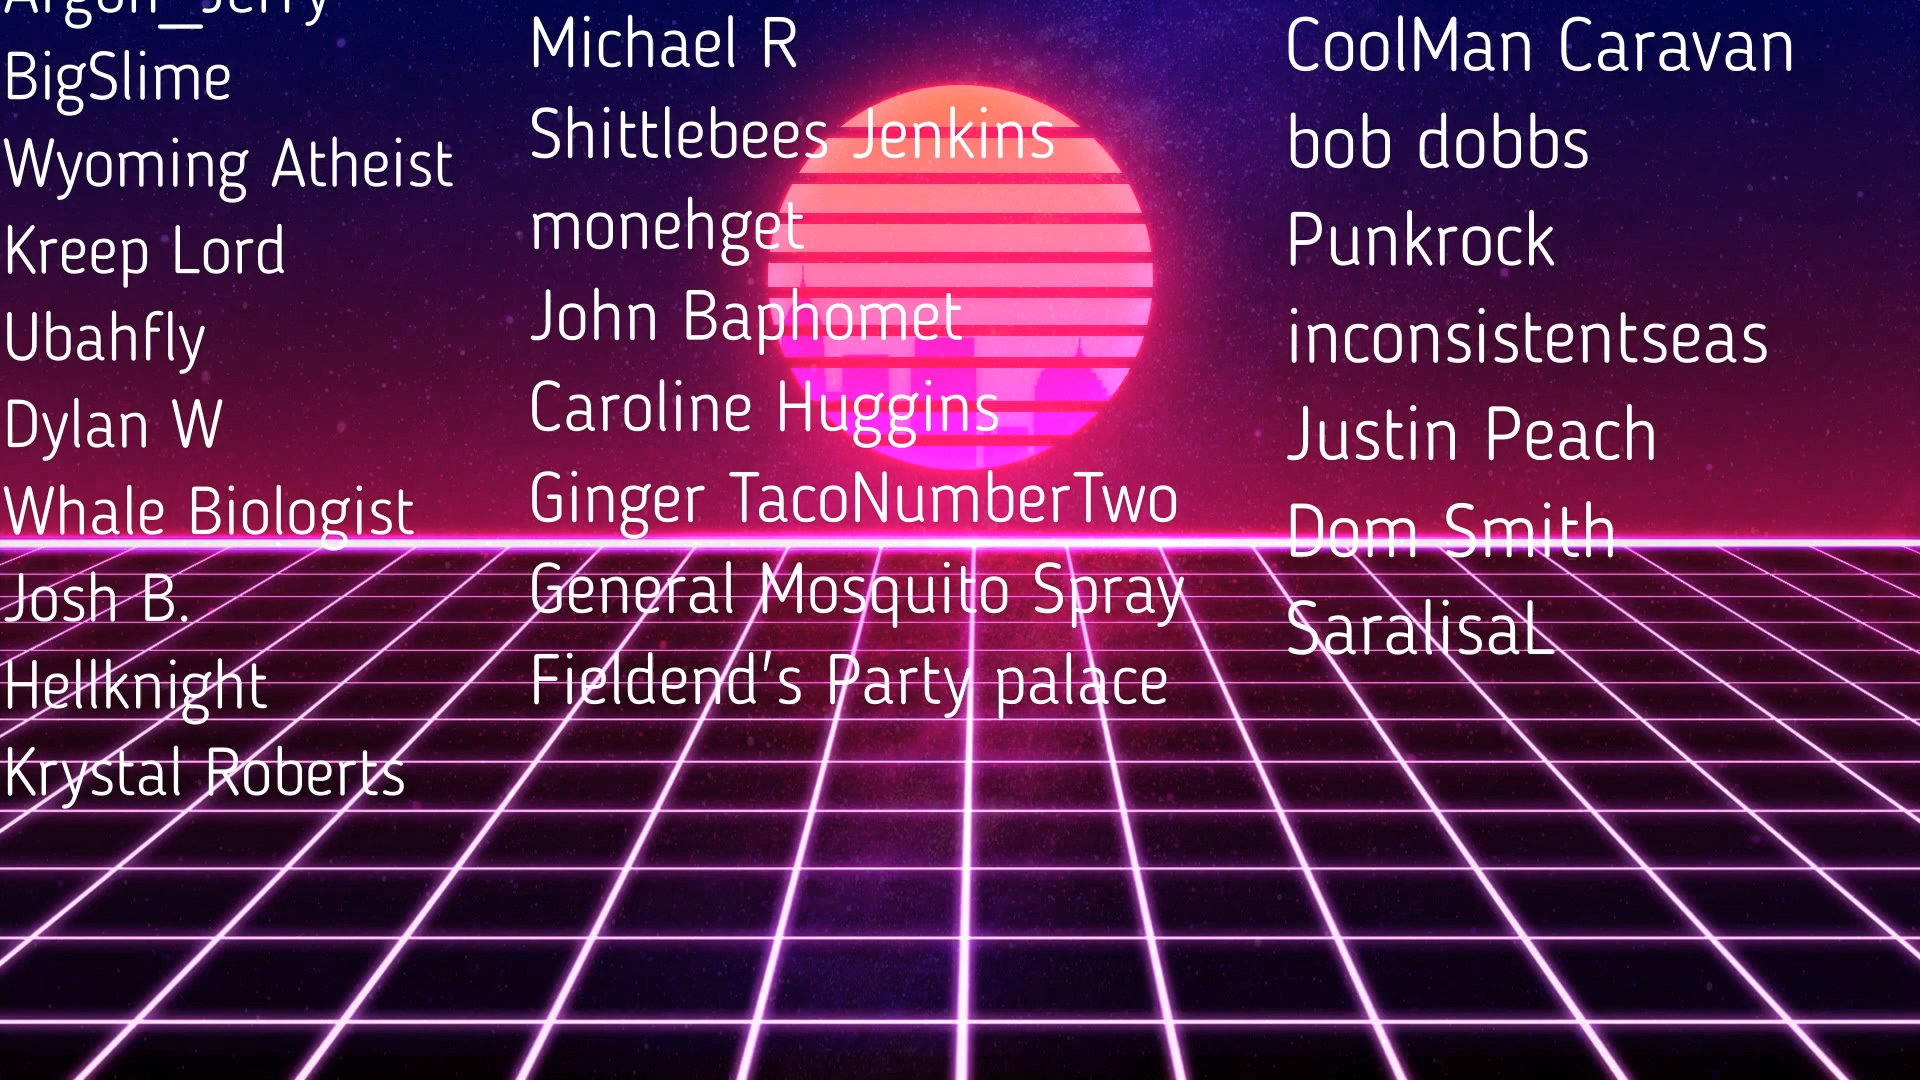 Argon_Jerry
BigSlime
Wyoming Atheist
Kreep Lord
Ubahfly
Dylan W
Whale Biologist
Josh B.
Hellknight
Krystal Roberts
Michael R
Shittlebees Jenkins
monehget
John Baphomet
Caroline Huggins
Ginger TacoNumberTwo
General Mosquito Spray
Fieldend's Party palace
CoolMan Caravan
bob dobbs
Punkrock
inconsistentseas
Justin Peach
Dom Smith
SaralisaL